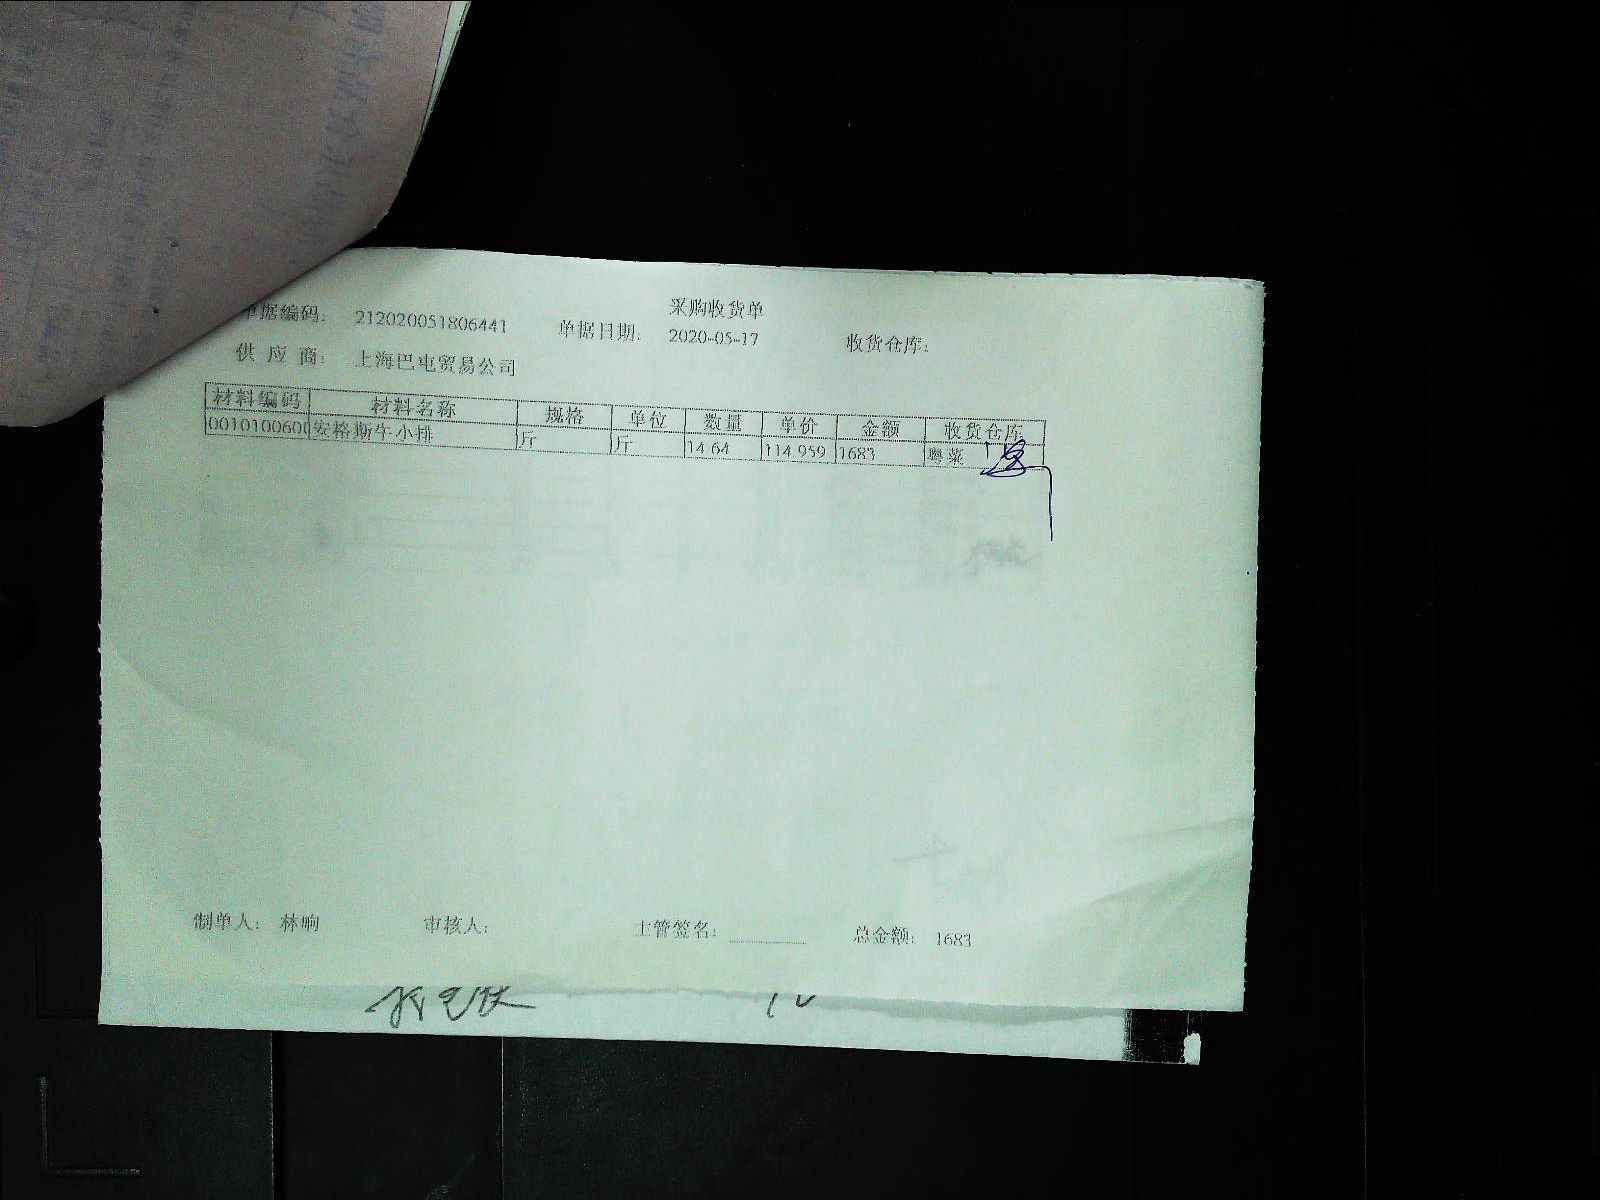 采购收货单
单据编码: 212020051806441 单据日期: 2020-05-17 收货仓库:
供 应 商: 上海巴屯贸易公司
材料编码 材料名称 规格 单位 数量 单价 金额 收货仓库
0010100600 安格斯牛小排 斤 斤 14.64 114.959 1683 粤菜
制单人: 林响 审核人: 主管签名: 总金额: 1683